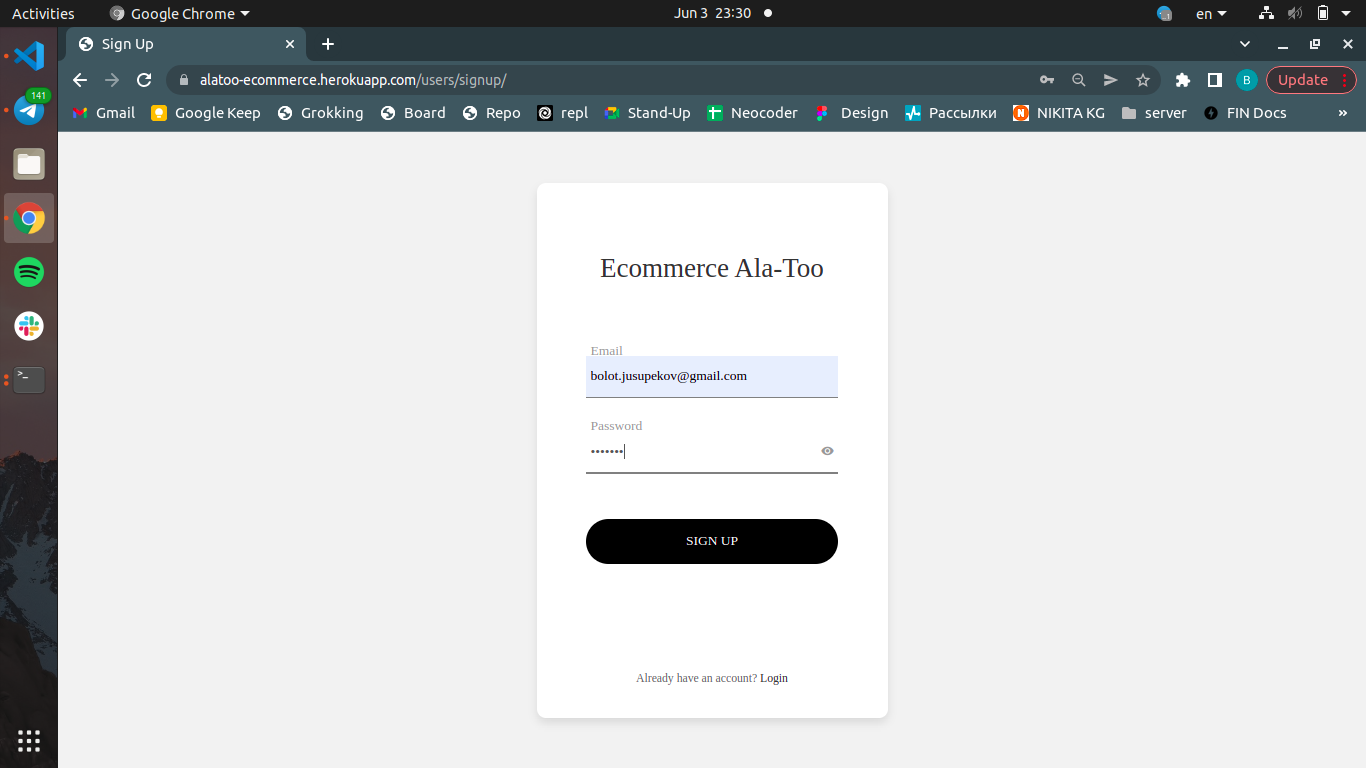 Activities Google Chrome Jun 3 23:30 en
Sign Up
141
alatoo-ecommerce.herokuapp.com/users/signup/ B Update
Gmail Google Keep Grokking Board Repo repl Stand-Up Neocoder Design Рассылки NIKITA KG server FIN Docs »
Ecommerce Ala-Too
Email
bolot.jusupekov@gmail.com
Password
•••••••
SIGN UP
Already have an account? Login